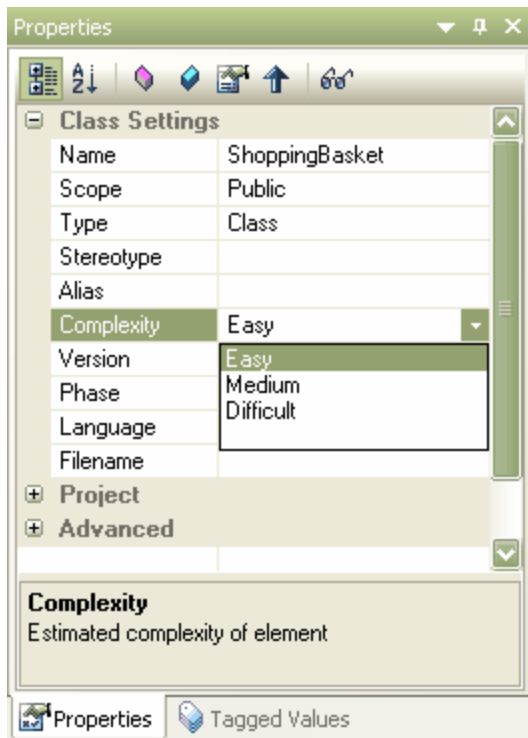 Properties
Class Settings
Name ShoppingBasket
Scope Public
Type Class
Stereotype
Alias
Complexity Easy
Version Easy
Phase Medium
Language Difficult
Filename
Project
Advanced
Complexity
Estimated complexity of element
Properties Tagged Values